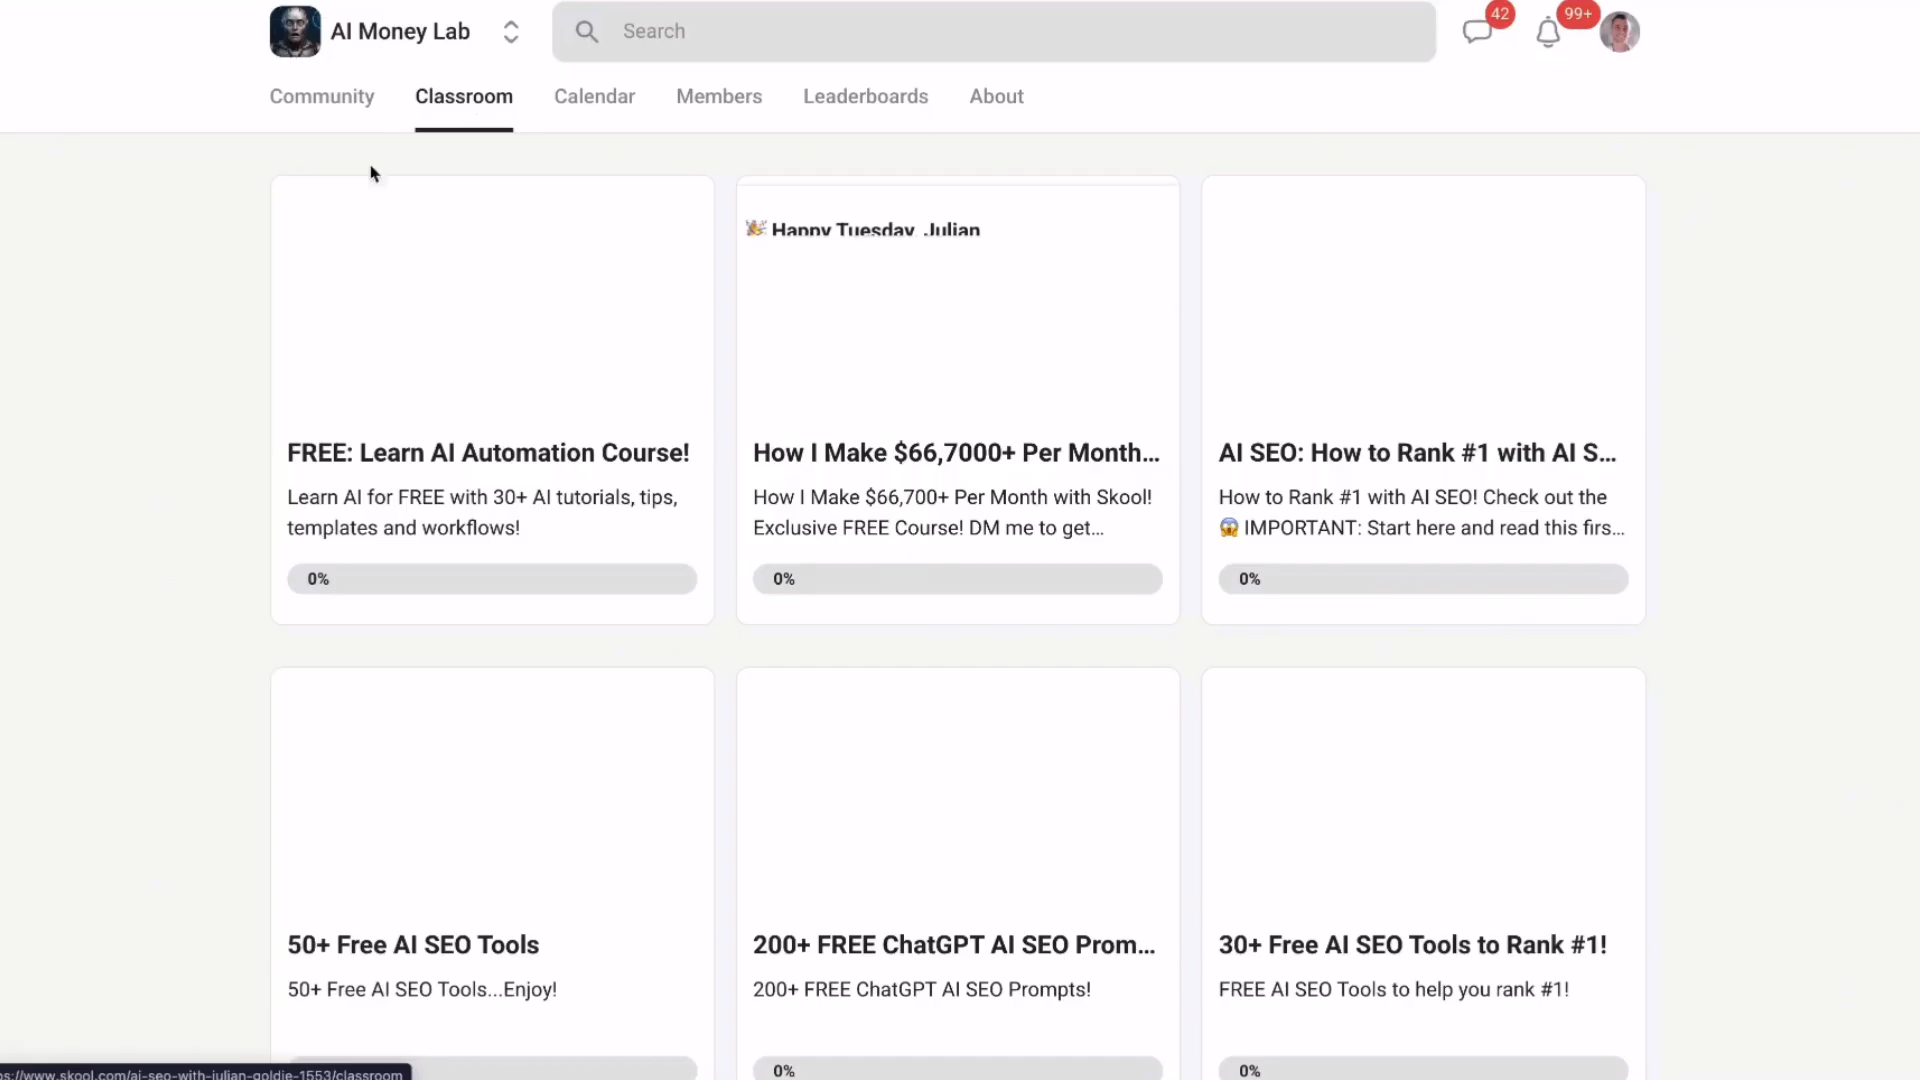 AI Money Lab
Search
42
99+
Community
Classroom
Calendar
Members
Leaderboards
About
🎉 Happy Tuesday, Julian
FREE: Learn AI Automation Course!
Learn AI for FREE with 30+ AI tutorials, tips,
templates and workflows!
0%
How I Make $66,7000+ Per Month...
How I Make $66,700+ Per Month with Skool!
Exclusive FREE Course! DM me to get...
0%
AI SEO: How to Rank #1 with AI S...
How to Rank #1 with AI SEO! Check out the
😱 IMPORTANT: Start here and read this firs...
0%
50+ Free AI SEO Tools
50+ Free AI SEO Tools...Enjoy!
200+ FREE ChatGPT AI SEO Prom...
200+ FREE ChatGPT AI SEO Prompts!
0%
30+ Free AI SEO Tools to Rank #1!
FREE AI SEO Tools to help you rank #1!
0%
ps://www.skool.com/ai-seo-with-julian-goldie-1553/classroom